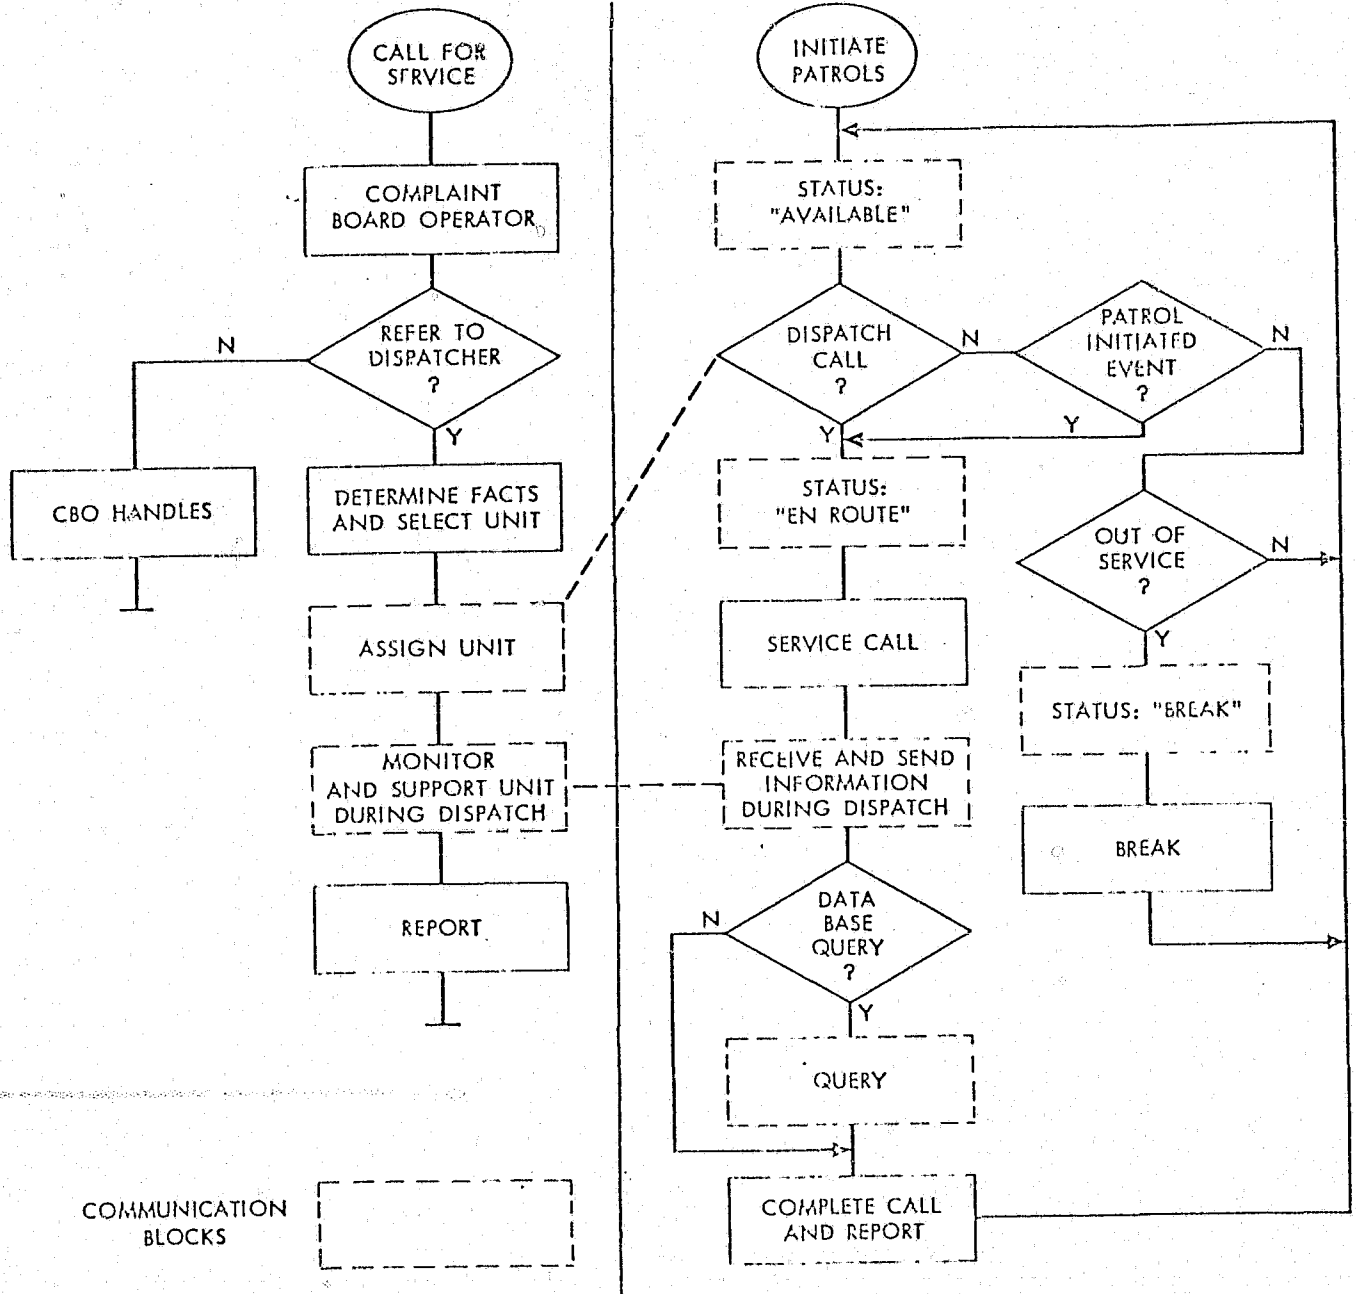 CALL FOR
SERVICE
COMPLAINT
BOARD OPERATOR
REFER TO
DISPATCHER
?
N
Y
CBO HANDLES
DETERMINE FACTS
AND SELECT UNIT
ASSIGN UNIT
MONITOR
AND SUPPORT UNIT
DURING DISPATCH
REPORT
COMMUNICATION
BLOCKS
INITIATE
PATROLS
STATUS:
"AVAILABLE"
DISPATCH
CALL
?
N
Y
PATROL
INITIATED
EVENT
?
N
Y
STATUS:
"EN ROUTE"
OUT OF
SERVICE
?
N
Y
SERVICE CALL
STATUS: "BREAK"
RECEIVE AND SEND
INFORMATION
DURING DISPATCH
BREAK
DATA
BASE
QUERY
?
N
Y
QUERY
COMPLETE CALL
AND REPORT